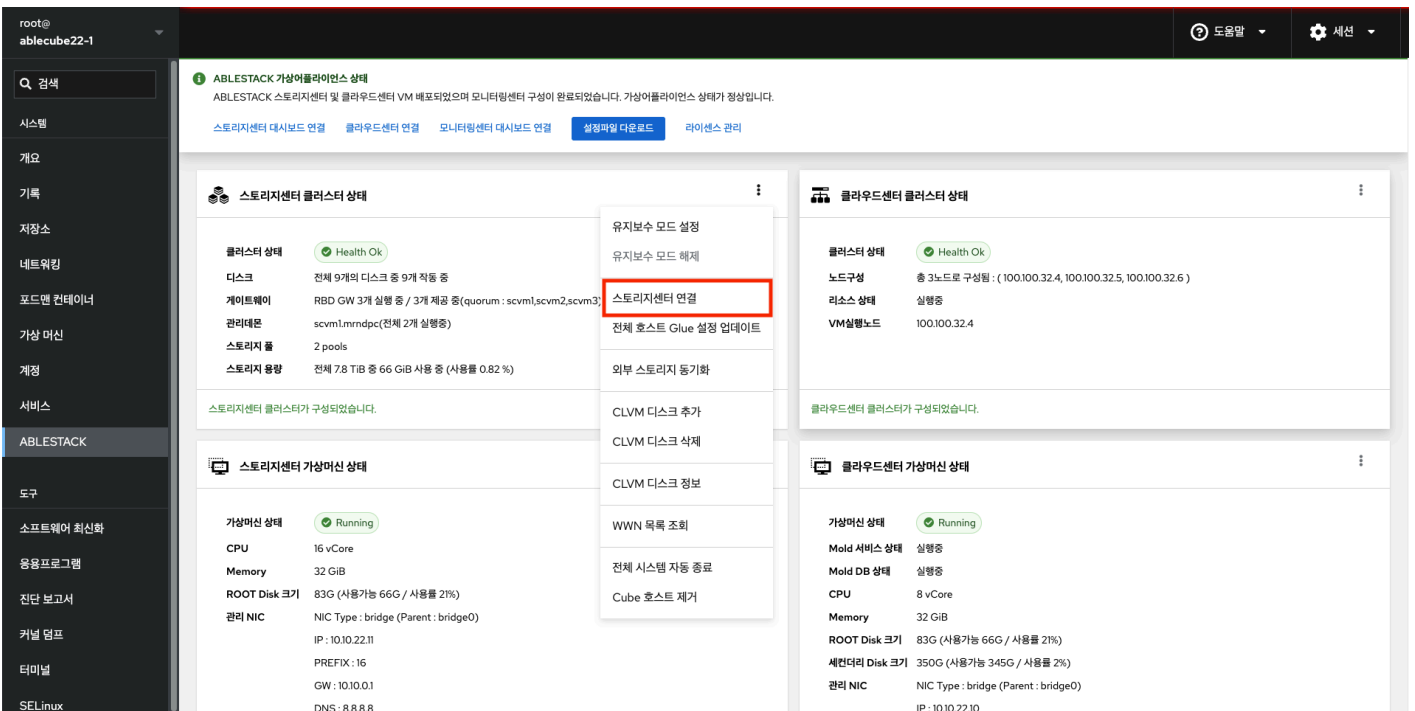 root@
ablecube22-1
도움말
세션
검색
시스템
개요
기록
저장소
네트워킹
포드맨 컨테이너
가상 머신
계정
서비스
ABLESTACK
도구
소프트웨어 최신화
응용프로그램
진단 보고서
커널 덤프
터미널
SELinux
ABLESTACK 가상어플라이언스 상태
ABLESTACK 스토리지센터 및 클라우드센터 VM 배포되었으며 모니터링센터 구성이 완료되었습니다. 가상어플라이언스 상태가 정상입니다.
스토리지센터 대시보드 연결 클라우드센터 연결 모니터링센터 대시보드 연결 설정파일 다운로드 라이센스 관리
스토리지센터 클러스터 상태
클러스터 상태 Health Ok
디스크 전체 9개의 디스크 중 9개 작동 중
게이트웨이 RBD GW 3개 실행 중 / 3개 제공 중(quorum : scvm1,scvm2,scvm3)
관리데몬 scvm1.mrndpc(전체 2개 실행중)
스토리지 풀 2 pools
스토리지 용량 전체 7.8 TiB 중 66 GiB 사용 중 (사용률 0.82 %)
스토리지센터 클러스터가 구성되었습니다.
유지보수 모드 설정
유지보수 모드 해제
스토리지센터 연결
전체 호스트 Glue 설정 업데이트
외부 스토리지 동기화
CLVM 디스크 추가
CLVM 디스크 삭제
CLVM 디스크 정보
WWN 목록 조회
전체 시스템 자동 종료
Cube 호스트 제거
클라우드센터 클러스터 상태
클러스터 상태 Health Ok
노드구성 총 3노드로 구성됨 : ( 100.100.32.4, 100.100.32.5, 100.100.32.6 )
리소스 상태 실행중
VM실행노드 100.100.32.4
클라우드센터 클러스터가 구성되었습니다.
스토리지센터 가상머신 상태
가상머신 상태 Running
CPU 16 vCore
Memory 32 GiB
ROOT Disk 크기 83G (사용가능 66G / 사용률 21%)
관리 NIC NIC Type : bridge (Parent : bridge0)
IP : 10.10.22.11
PREFIX : 16
GW : 10.10.0.1
DNS : 8.8.8.8
클라우드센터 가상머신 상태
가상머신 상태 Running
Mold 서비스 상태 실행중
Mold DB 상태 실행중
CPU 8 vCore
Memory 32 GiB
ROOT Disk 크기 83G (사용가능 66G / 사용률 21%)
세컨더리 Disk 크기 350G (사용가능 345G / 사용률 2%)
관리 NIC NIC Type : bridge (Parent : bridge0)
IP : 10.10.22.10